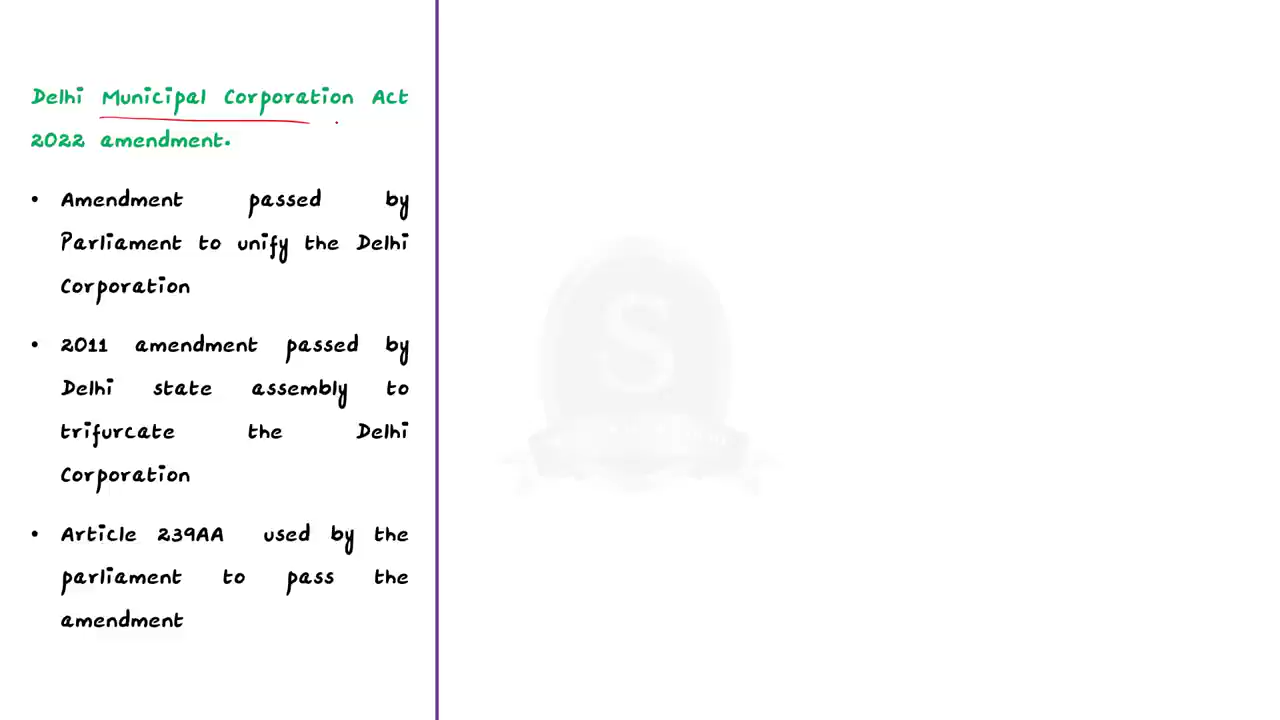 Delhi Municipal Corporation Act
2022 amendment.
• Amendment passed by
Parliament to unify the Delhi
Corporation
• 2011 amendment passed by
Delhi state assembly to
trifurcate the Delhi
Corporation
• Article 239AA used by the
parliament to pass the
amendment
S